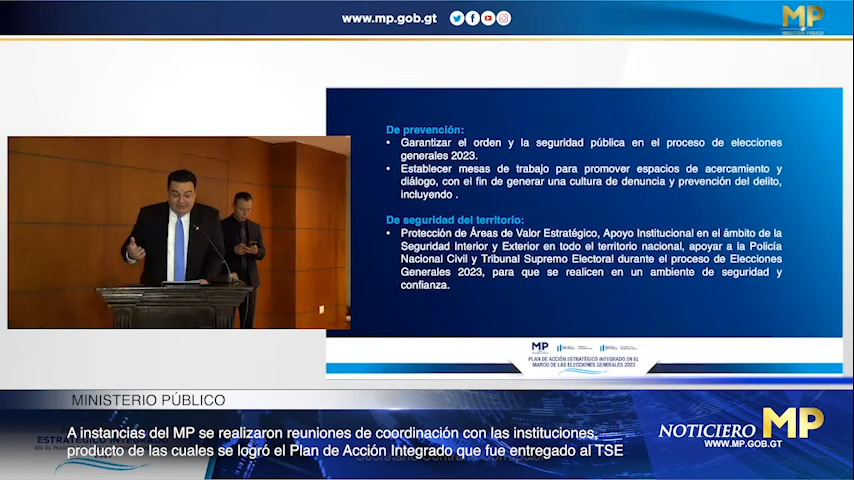 www.mp.gob.gt
MP
De prevención:
• Garantizar el orden y la seguridad pública en el proceso de elecciones
generales 2023.
• Establecer mesas de trabajo para promover espacios de acercamiento y
diálogo, con el fin de generar una cultura de denuncia y prevención del delito,
incluyendo .
De seguridad del territorio:
• Protección de Áreas de Valor Estratégico, Apoyo Institucional en el ámbito de la
Seguridad Interior y Exterior en todo el territorio nacional, apoyar a la Policía
Nacional Civil y Tribunal Supremo Electoral durante el proceso de Elecciones
Generales 2023, para que se realicen en un ambiente de seguridad y
confianza.
MP
PLAN DE ACCIÓN ESTRATÉGICO INTEGRADO EN EL
MARCO DE LAS ELECCIONES GENERALES 2023
MINISTERIO PÚBLICO
A instancias del MP se realizaron reuniones de coordinación con las instituciones,
producto de las cuales se logró el Plan de Acción Integrado que fue entregado al TSE
NOTICIERO MP
WWW.MP.GOB.GT